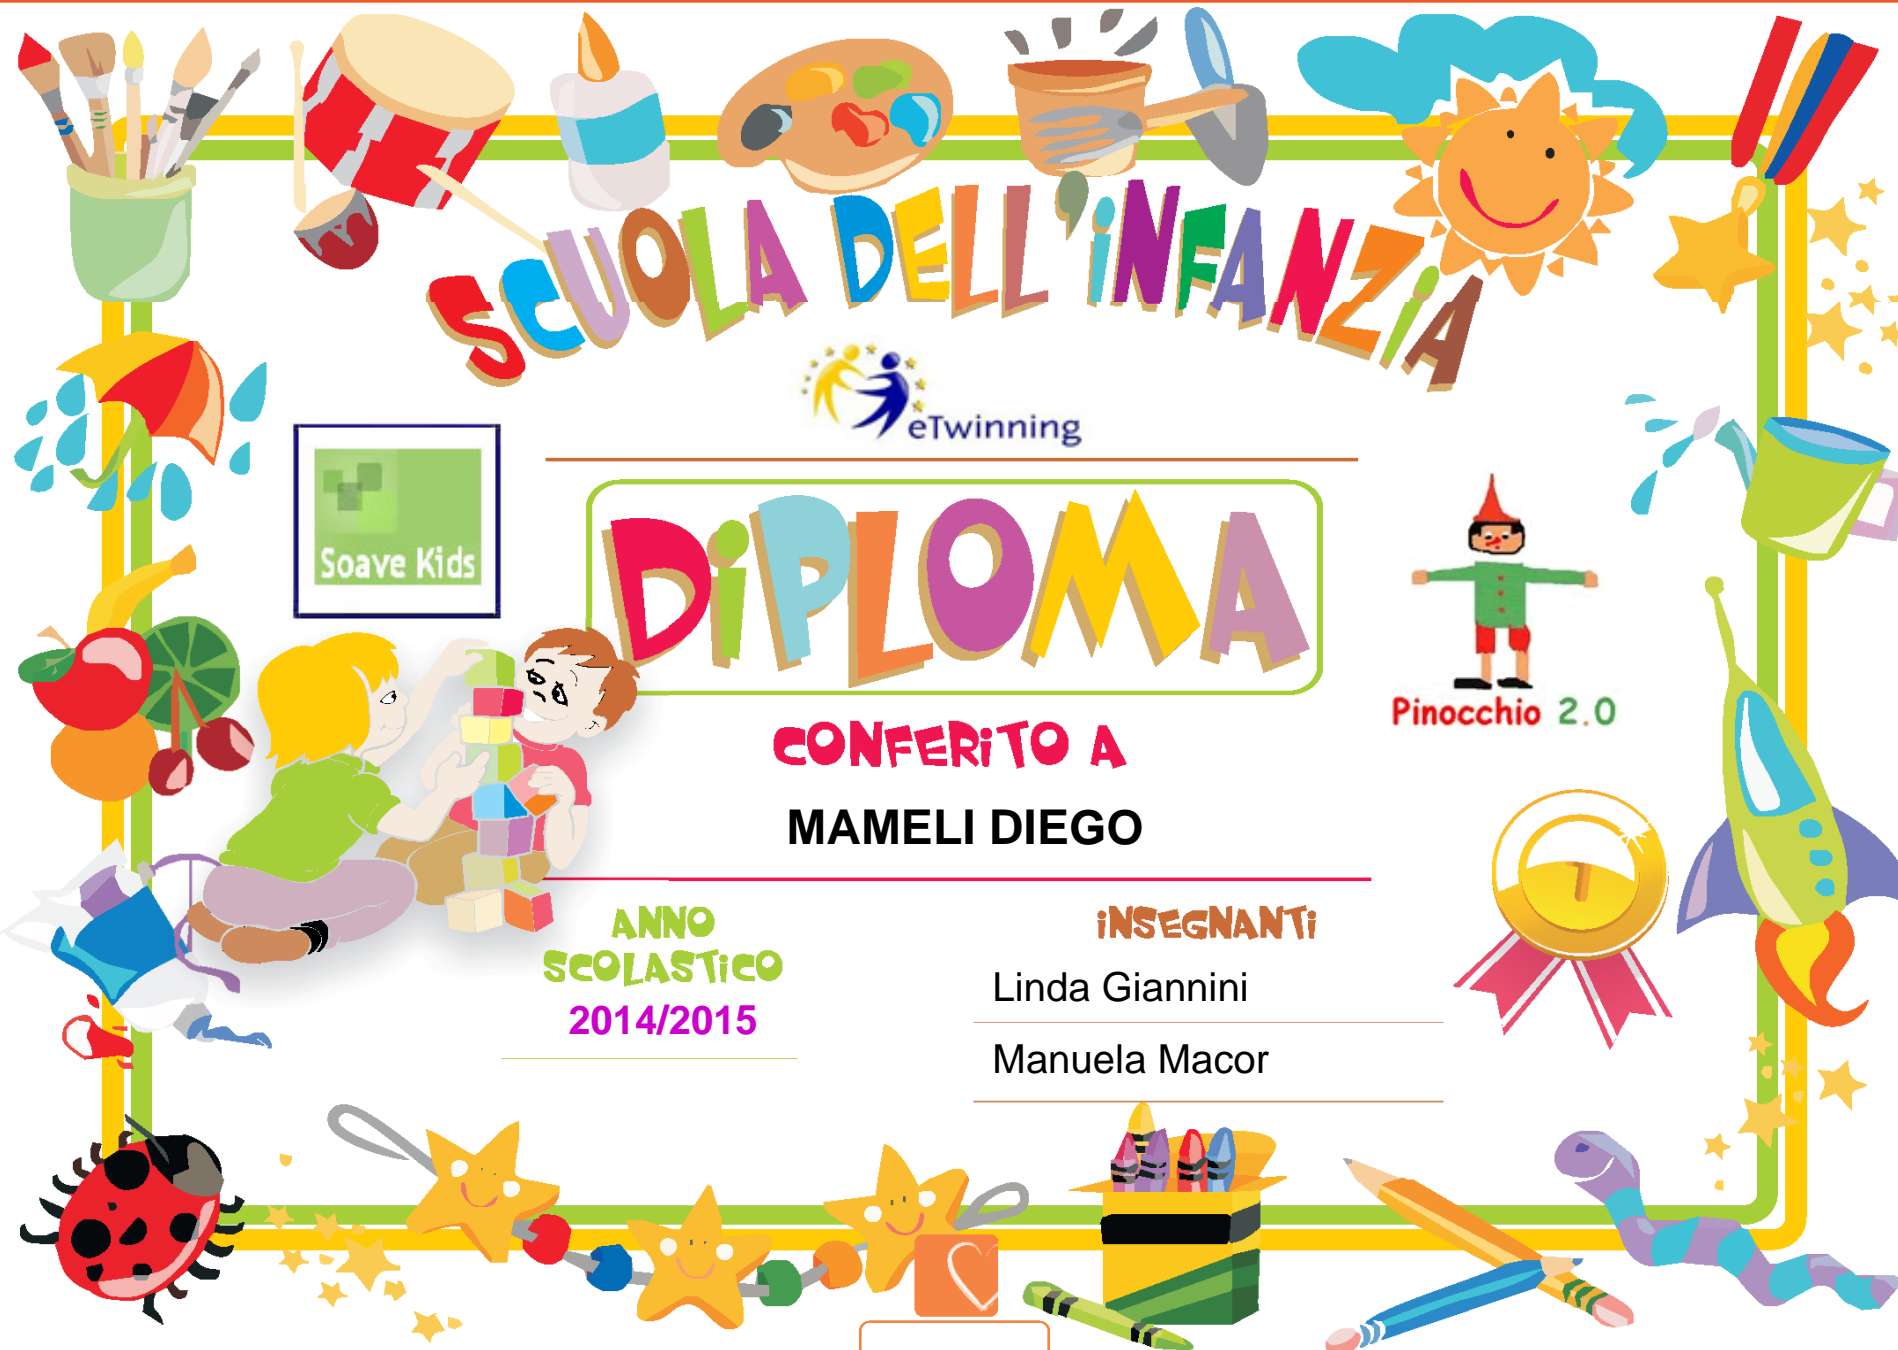 SCUOLA DELL'INFANZIA
eTwinning
Soave Kids
DIPLOMA
Pinocchio 2.0
CONFERITO A
MAMELI DIEGO
ANNO
SCOLASTICO
2014/2015
INSEGNANTI
Linda Giannini
Manuela Macor